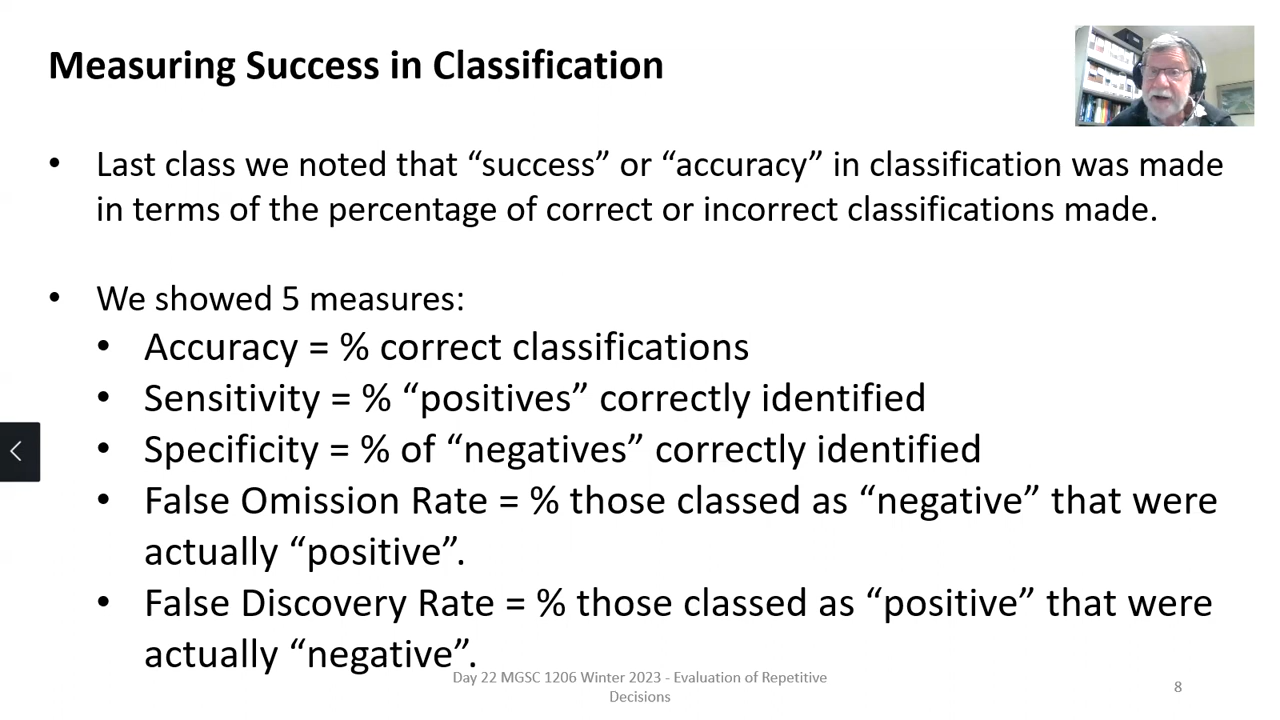 Measuring Success in Classification
• Last class we noted that “success” or “accuracy” in classification was made
in terms of the percentage of correct or incorrect classifications made.
• We showed 5 measures:
• Accuracy = % correct classifications
• Sensitivity = % “positives” correctly identified
• Specificity = % of “negatives” correctly identified
• False Omission Rate = % those classed as “negative” that were
actually “positive”.
• False Discovery Rate = % those classed as “positive” that were
actually “negative”.
Day 22 MGSC 1206 Winter 2023 - Evaluation of Repetitive
Decisions
8